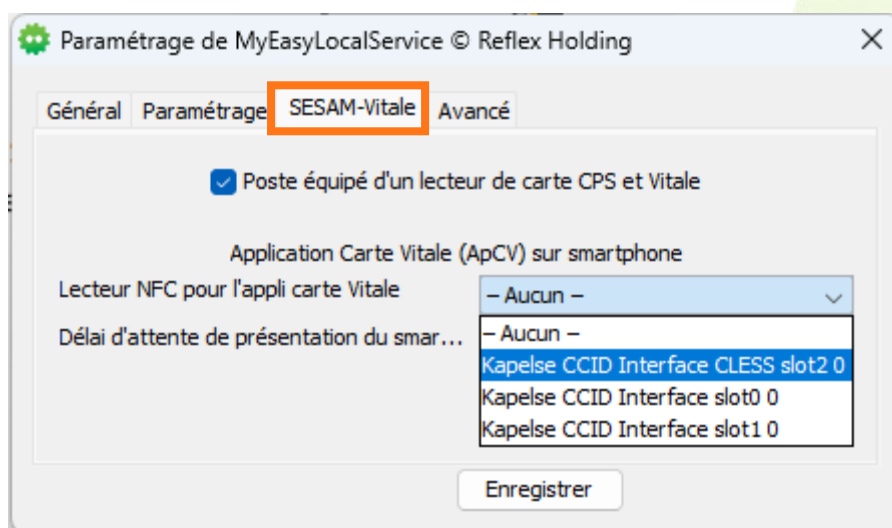 Paramétrage de MyEasyLocalService © Reflex Holding
Général Paramétrage SESAM-Vitale Avancé
Poste équipé d'un lecteur de carte CPS et Vitale
Application Carte Vitale (ApCV) sur smartphone
Lecteur NFC pour l'appli carte Vitale – Aucun –
Délai d'attente de présentation du smar... – Aucun –
Kapelse CCID Interface CLESS slot2 0
Kapelse CCID Interface slot0 0
Kapelse CCID Interface slot1 0
Enregistrer